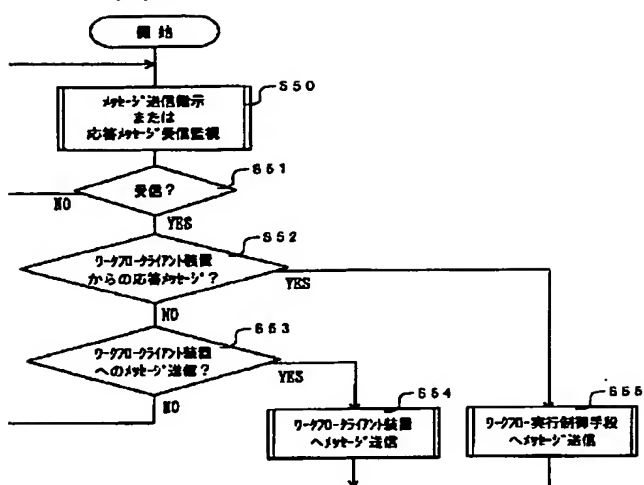 開始
S50
メッセージ送信指示
または
応答メッセージ受信監視
S51
受信？
NO
YES
S52
ワークフロークライアント装置
からの応答メッセージ？
YES
NO
S53
ワークフロークライアント装置
へのメッセージ送信？
YES
NO
S54
ワークフロークライアント装置
へメッセージ送信
S55
ワークフロー実行制御手段
へメッセージ送信